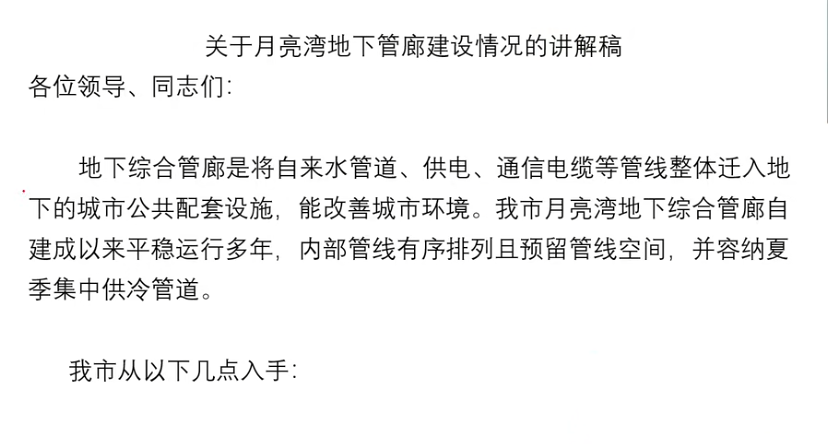 关于月亮湾地下管廊建设情况的讲解稿
各位领导、同志们：
地下综合管廊是将自来水管道、供电、通信电缆等管线整体迁入地
下的城市公共配套设施，能改善城市环境。我市月亮湾地下综合管廊自
建成以来平稳运行多年，内部管线有序排列且预留管线空间，并容纳夏
季集中供冷管道。
我市从以下几点入手：